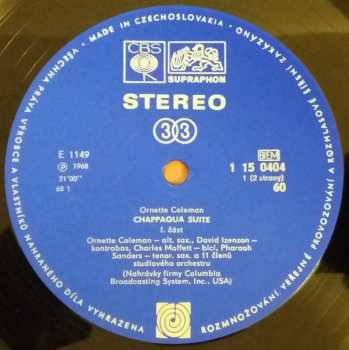 • MADE IN CZECHOSLOVAKIA •
VŠECHNA PRÁVA VÝROBCE A VLASTNÍKŮ NAHRANÉHO DÍLA VYHRAZENA
ROZMNOŽOVÁNÍ VEŘEJNÉ PROVOZOVÁNÍ A ROZHLASOVÉ ŠÍŘENÍ ZAKÁZÁNO
CBS
SUPRAPHON
STEREO
33
E 1149
℗ 1968
21'00"
68 1
BIEM
1 15 0404
1 (2 strany)
60
Ornette Coleman
CHAPPAQUA SUITE
I. část
Ornette Coleman – alt. sax., David Izenzon –
kontrabas, Charles Moffett – bicí, Pharaoh
Sanders – tenor. sax. a 11 členů
studiového orchestru
(Nahrávky firmy Columbia
Broadcasting System, Inc., USA)